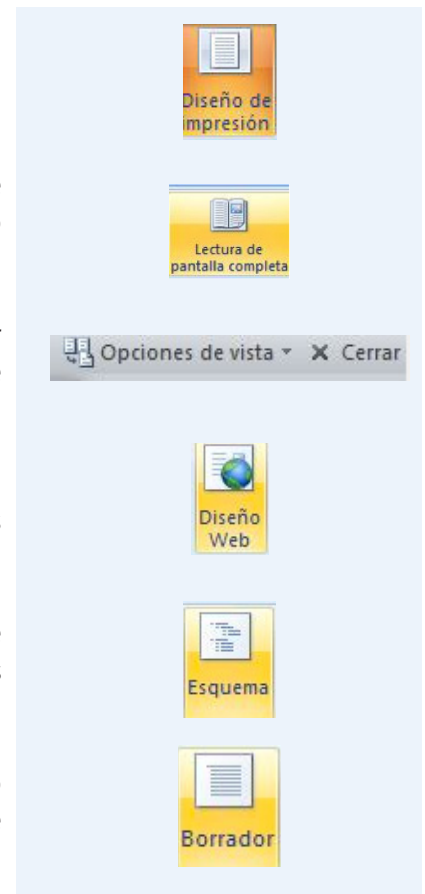 Diseño de
impresión
Lectura de
pantalla completa
Opciones de vista Cerrar
Diseño
Web
Esquema
Borrador